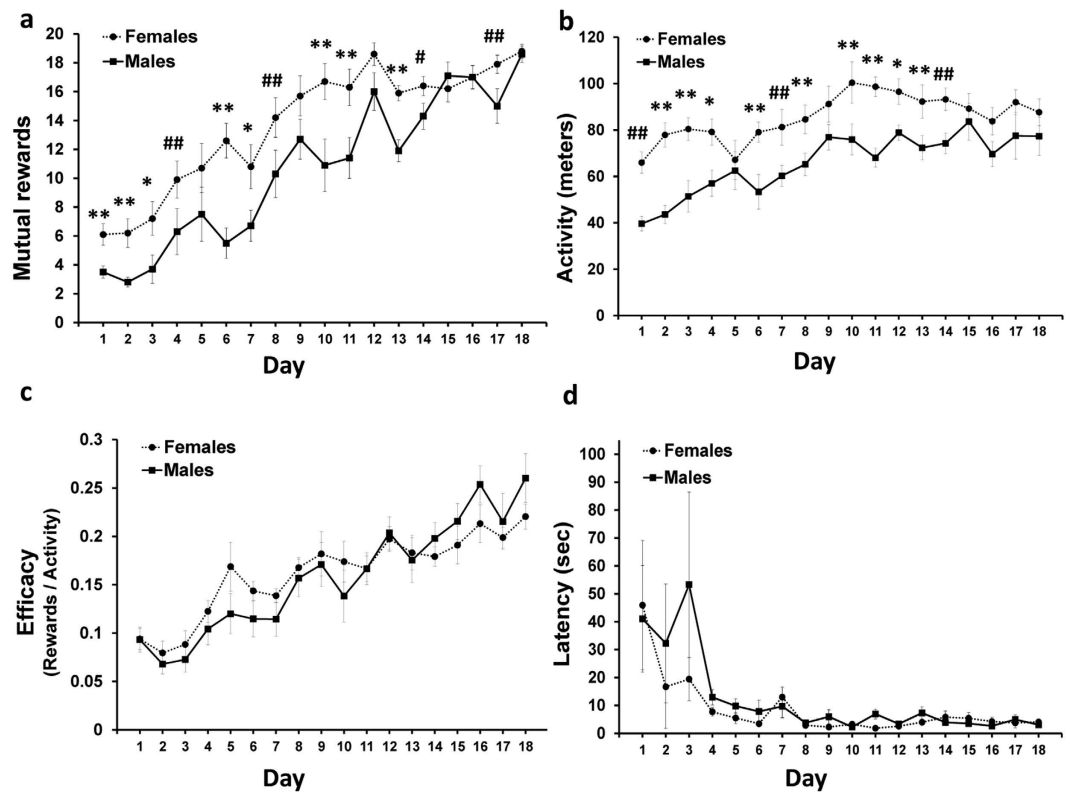 a
Females
Males
** ** * ## ** * ## ** ** ** # ##
20
18
16
14
12
10
8
6
4
2
0
Mutual rewards
1 2 3 4 5 6 7 8 9 10 11 12 13 14 15 16 17 18
Day
b
Females
Males
## ** ** * ** ## ** ** ** * ** ##
120
100
80
60
40
20
0
Activity (meters)
1 2 3 4 5 6 7 8 9 10 11 12 13 14 15 16 17 18
Day
c
Females
Males
0.3
0.25
0.2
0.15
0.1
0.05
0
Efficacy
(Rewards / Activity)
1 2 3 4 5 6 7 8 9 10 11 12 13 14 15 16 17 18
Day
d
Females
Males
100
90
80
70
60
50
40
30
20
10
0
Latency (sec)
1 2 3 4 5 6 7 8 9 10 11 12 13 14 15 16 17 18
Day